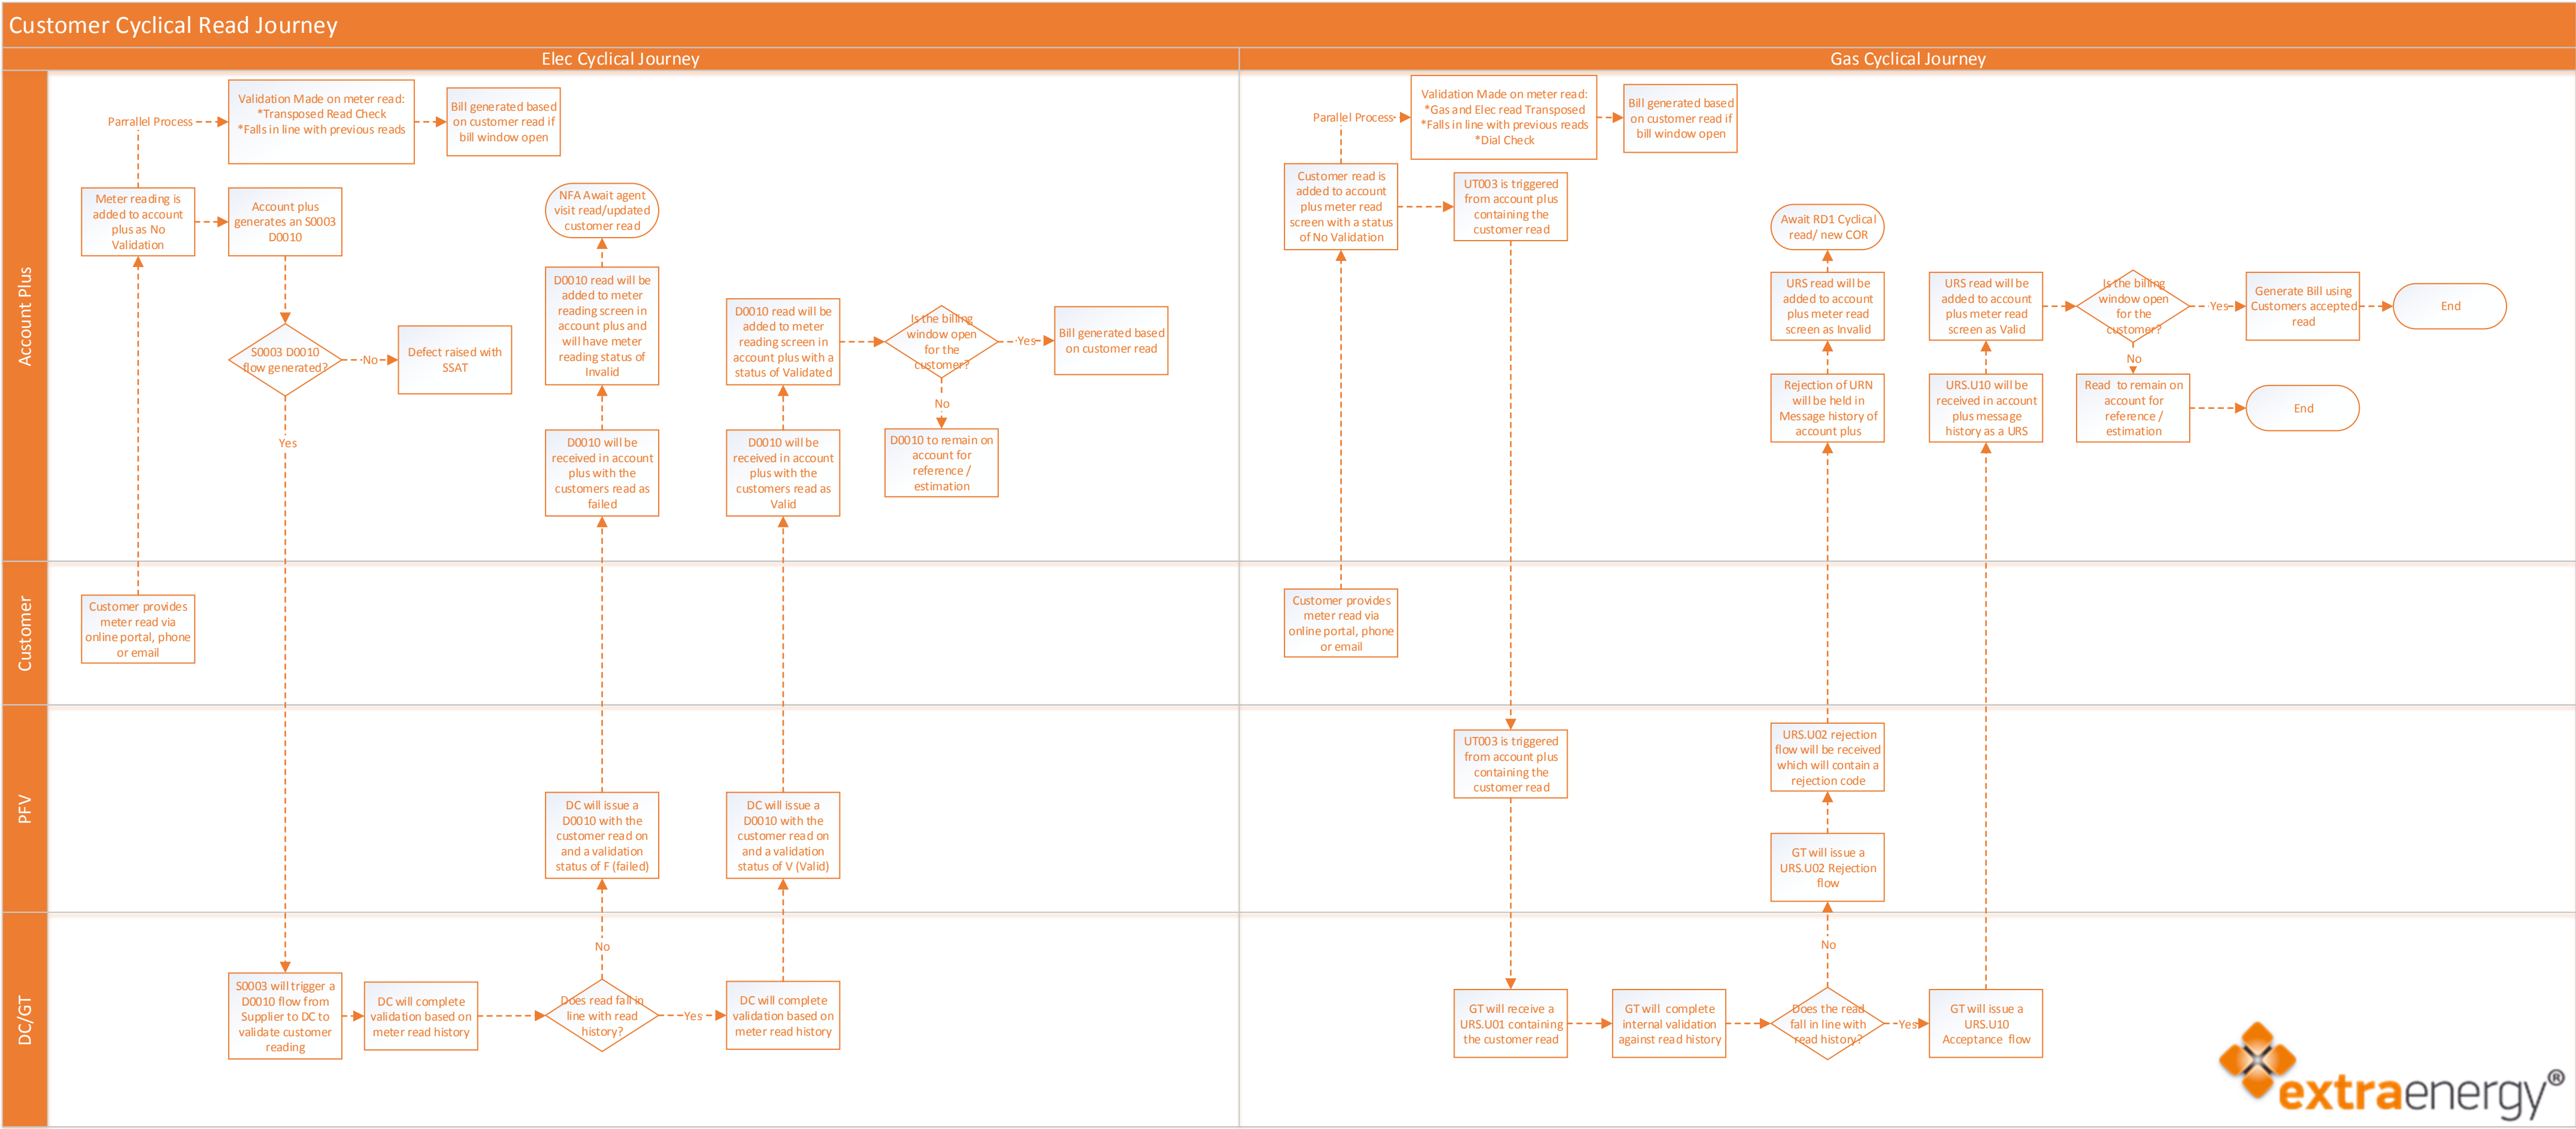 Customer Cyclical Read Journey
Elec Cyclical Journey
Gas Cyclical Journey
Account Plus
Customer
PFV
DC/GT
Parrallel Process
Validation Made on meter read:
*Transposed Read Check
*Falls in line with previous reads
Bill generated based
on customer read if
bill window open
Meter reading is
added to account
plus as No
Validation
Account plus
generates an S0003
D0010
S0003 D0010
flow generated?
No
Defect raised with
SSAT
Yes
NFA Await agent
visit read/updated
customer read
D0010 read will be
added to meter
reading screen in
account plus and
will have meter
reading status of
Invalid
D0010 will be
received in account
plus with the
customers read as
failed
D0010 read will be
added to meter
reading screen in
account plus with a
status of Validated
D0010 will be
received in account
plus with the
customers read as
Valid
Is the billing
window open
for the
customer?
Yes
Bill generated based
on customer read
No
D0010 to remain on
account for
reference /
estimation
Customer provides
meter read via
online portal, phone
or email
DC will issue a
D0010 with the
customer read on
and a validation
status of F (failed)
DC will issue a
D0010 with the
customer read on
and a validation
status of V (Valid)
S0003 will trigger a
D0010 flow from
Supplier to DC to
validate customer
reading
DC will complete
validation based on
meter read history
No
Does read fall in
line with read
history?
Yes
DC will complete
validation based on
meter read history
Parallel Process
Validation Made on meter read:
*Gas and Elec read Transposed
*Falls in line with previous reads
*Dial Check
Bill generated based
on customer read if
bill window open
Customer read is
added to account
plus meter read
screen with a status
of No Validation
UT003 is triggered
from account plus
containing the
customer read
Await RD1 Cyclical
read/ new COR
URS read will be
added to account
plus meter read
screen as Invalid
Rejection of URN
will be held in
Message history of
account plus
URS read will be
added to account
plus meter read
screen as Valid
URS.U10 will be
received in account
plus message
history as a URS
Is the billing
window open
for the
customer?
Yes
Generate Bill using
Customers accepted
read
End
No
Read to remain on
account for
reference /
estimation
End
Customer provides
meter read via
online portal, phone
or email
UT003 is triggered
from account plus
containing the
customer read
URS.U02 rejection
flow will be received
which will contain a
rejection code
GT will issue a
URS.U02 Rejection
flow
GT will receive a
URS.U01 containing
the customer read
GT will complete
internal validation
against read history
No
Does the read
fall in line with
read history?
Yes
GT will issue a
URS.U10
Acceptance flow
extraenergy®